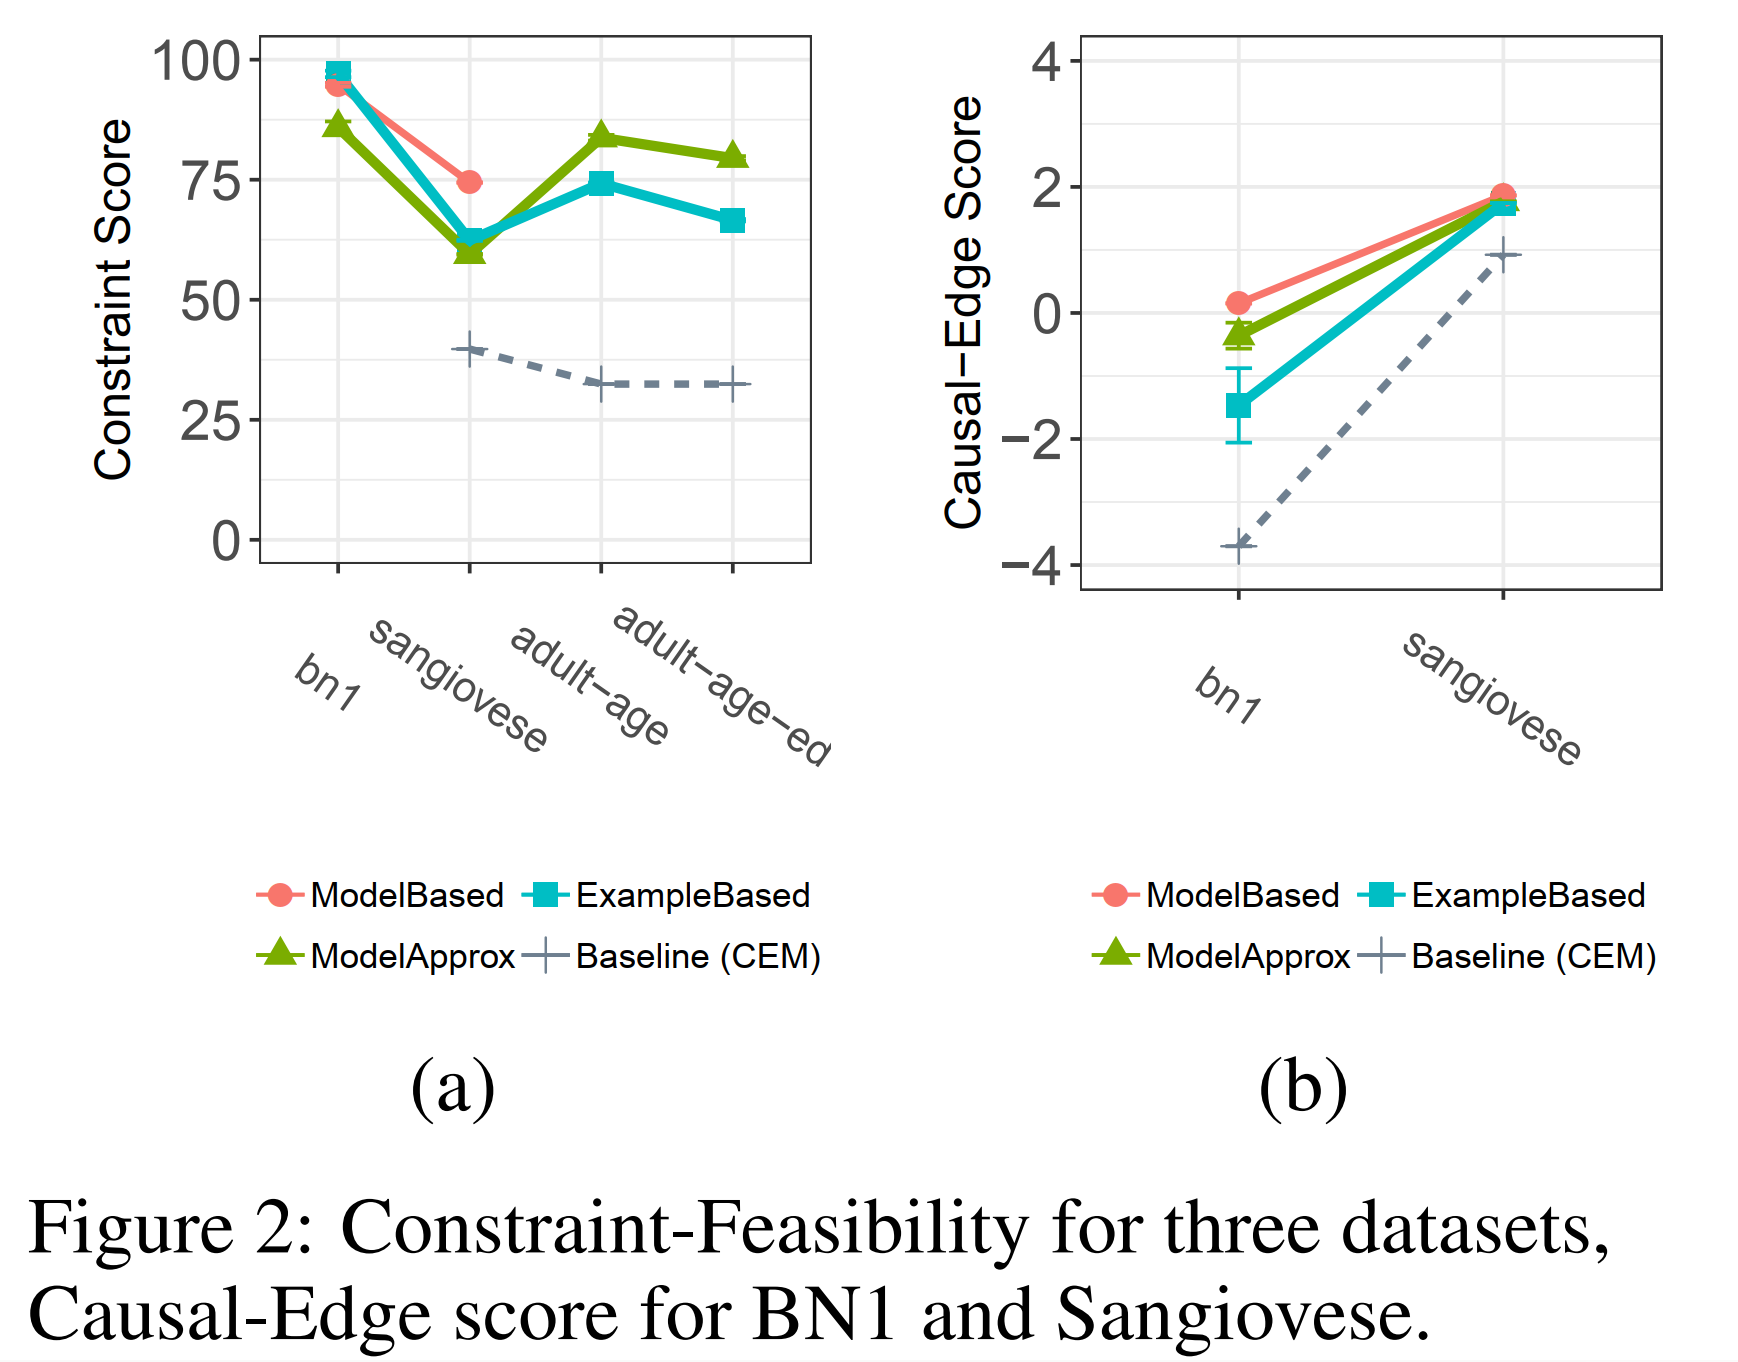 Constraint Score
100
75
50
25
0
bn1
sangiovese
adult−age
adult−age−ed
ModelBased
ExampleBased
ModelApprox
Baseline (CEM)
(a)
Causal−Edge Score
4
2
0
−2
−4
bn1
sangiovese
ModelBased
ExampleBased
ModelApprox
Baseline (CEM)
(b)
Figure 2: Constraint-Feasibility for three datasets,
Causal-Edge score for BN1 and Sangiovese.